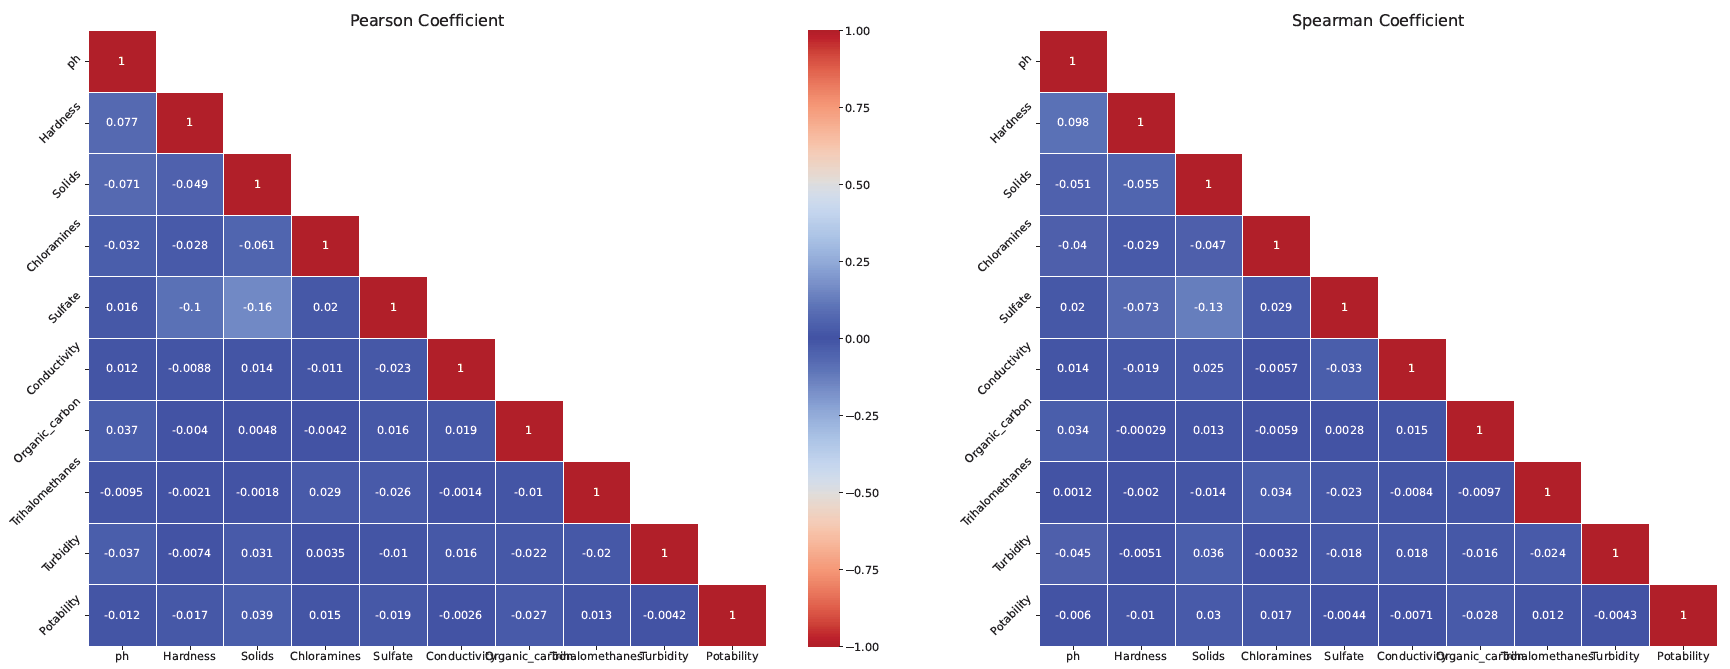 Pearson Coefficient
ph 1
Hardness 0.077 1
Solids -0.071 -0.049 1
Chloramines -0.032 -0.028 -0.061 1
Sulfate 0.016 -0.1 -0.16 0.02 1
Conductivity 0.012 -0.0088 0.014 -0.011 -0.023 1
Organic_carbon 0.037 -0.004 0.0048 -0.0042 0.016 0.019 1
Trihalomethanes -0.0095 -0.0021 -0.0018 0.029 -0.026 -0.0014 -0.01 1
Turbidity -0.037 -0.0074 0.031 0.0035 -0.01 0.016 -0.022 -0.02 1
Potability -0.012 -0.017 0.039 0.015 -0.019 -0.0026 -0.027 0.013 -0.0042 1
ph Hardness Solids Chloramines Sulfate Conductivity Organic_carbon Trihalomethanes Turbidity Potability
1.00
0.75
0.50
0.25
0.00
−0.25
−0.50
−0.75
−1.00
Spearman Coefficient
ph 1
Hardness 0.098 1
Solids -0.051 -0.055 1
Chloramines -0.04 -0.029 -0.047 1
Sulfate 0.02 -0.073 -0.13 0.029 1
Conductivity 0.014 -0.019 0.025 -0.0057 -0.033 1
Organic_carbon 0.034 -0.00029 0.013 -0.0059 0.0028 0.015 1
Trihalomethanes 0.0012 -0.002 -0.014 0.034 -0.023 -0.0084 -0.0097 1
Turbidity -0.045 -0.0051 0.036 -0.0032 -0.018 0.018 -0.016 -0.024 1
Potability -0.006 -0.01 0.03 0.017 -0.0044 -0.0071 -0.028 0.012 -0.0043 1
ph Hardness Solids Chloramines Sulfate Conductivity Organic_carbon Trihalomethanes Turbidity Potability